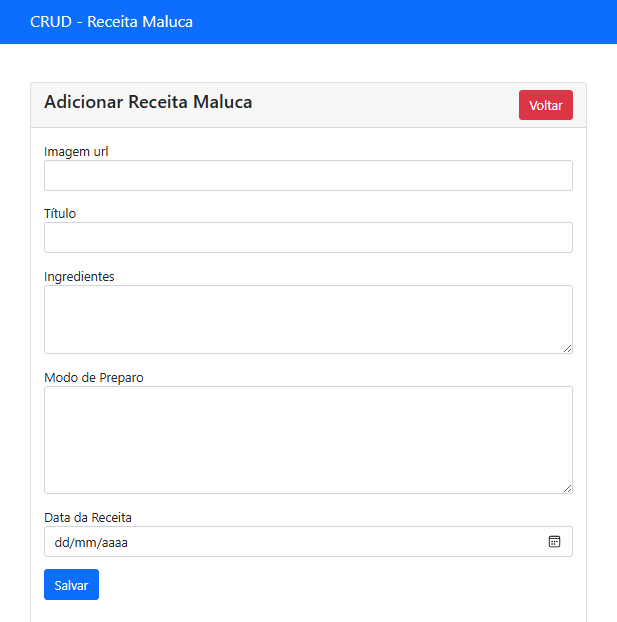 CRUD - Receita Maluca
Adicionar Receita Maluca
Voltar
Imagem url
Título
Ingredientes
Modo de Preparo
Data da Receita
dd/mm/aaaa
Salvar